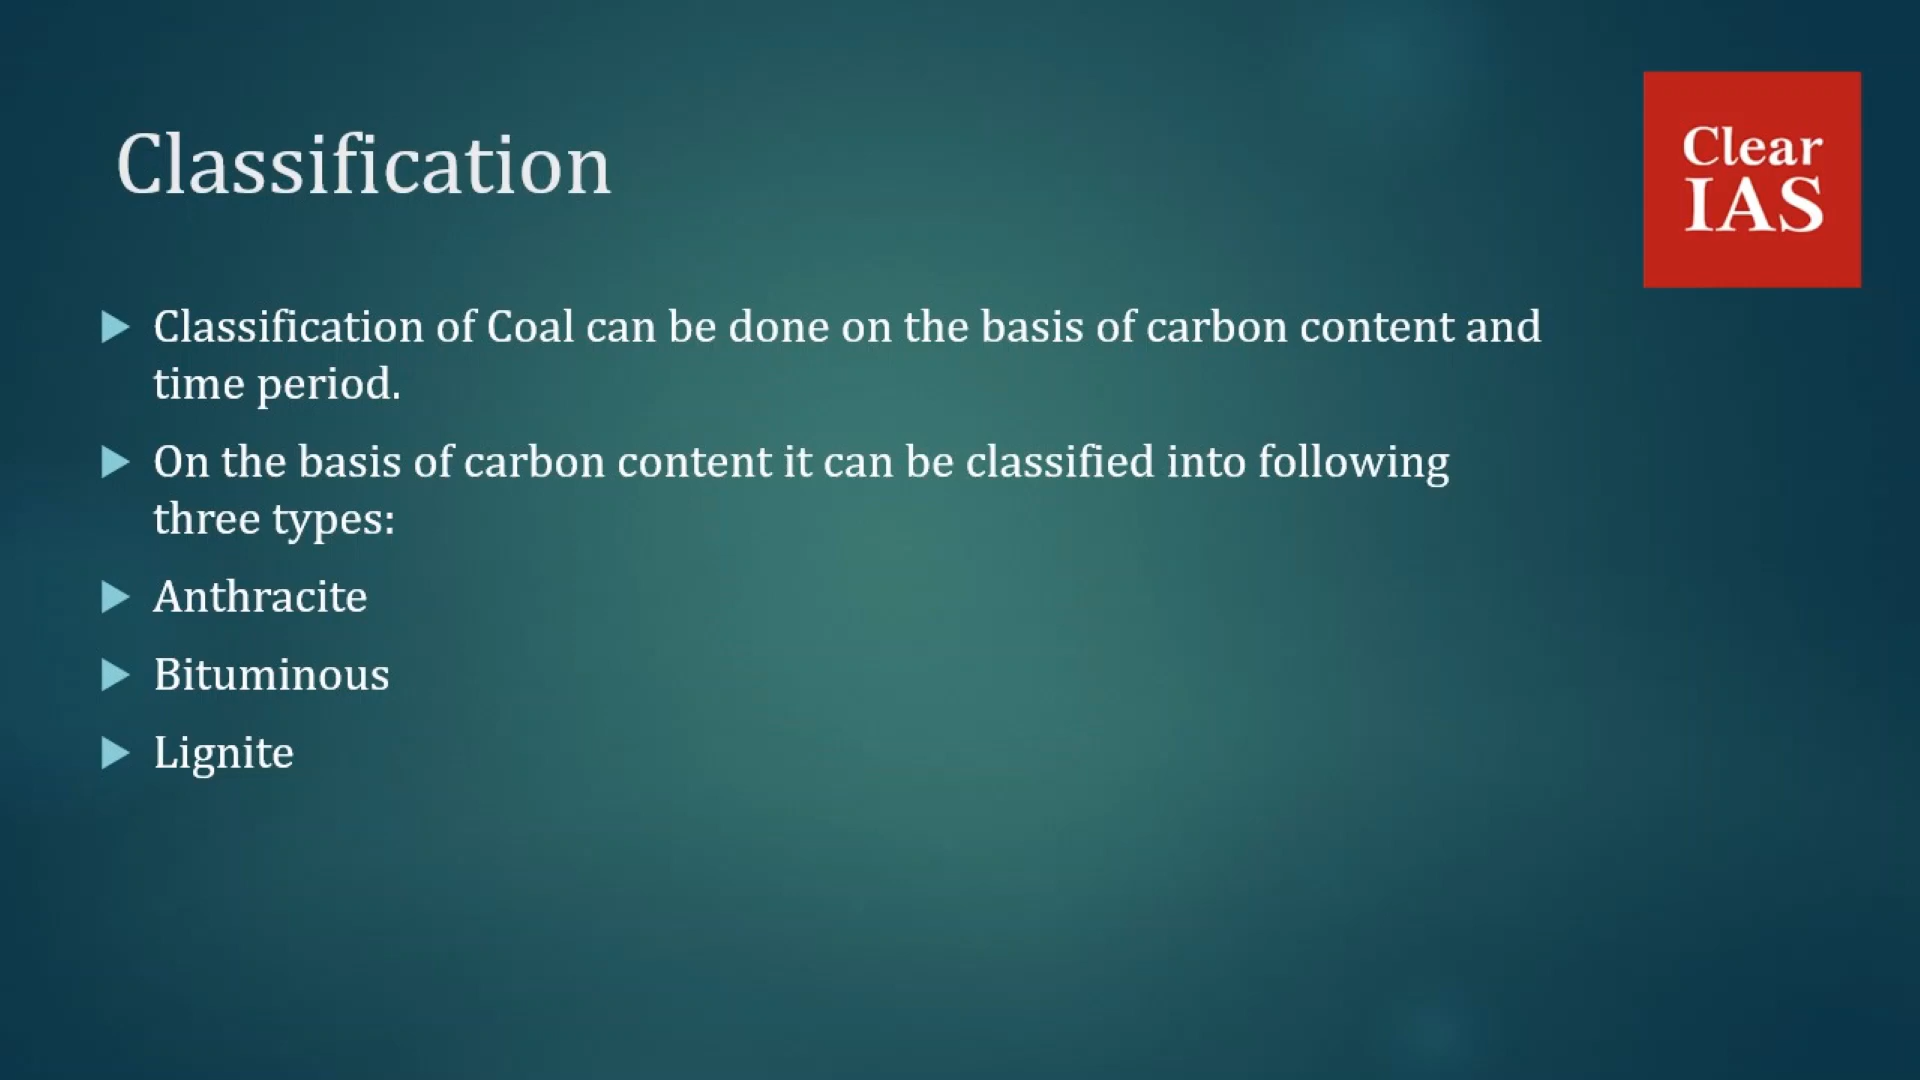 Classification
Clear
IAS
Classification of Coal can be done on the basis of carbon content and
time period.
On the basis of carbon content it can be classified into following
three types:
Anthracite
Bituminous
Lignite